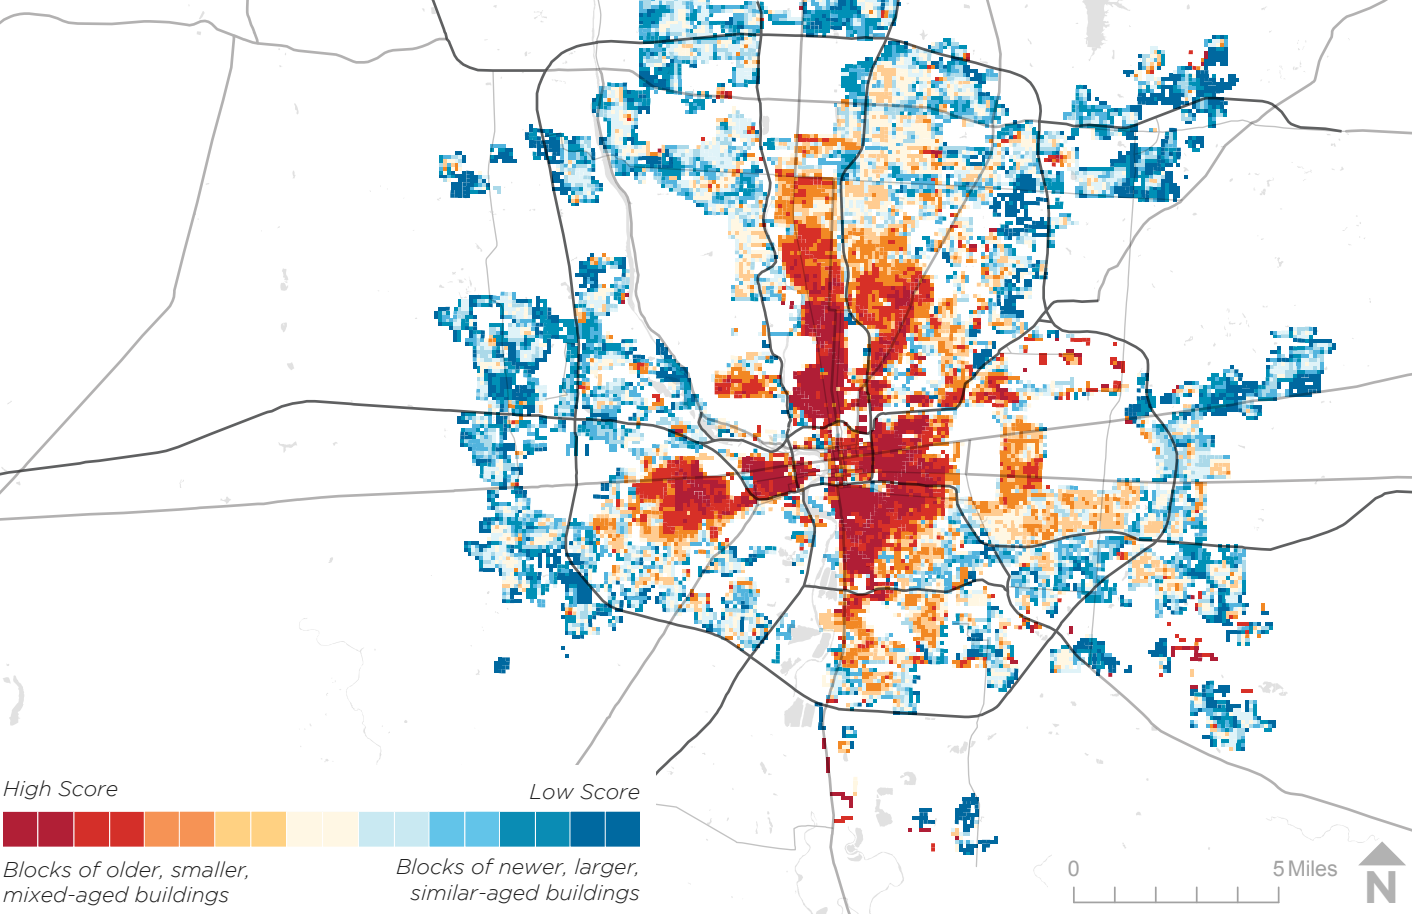 High Score
Low Score
Blocks of older, smaller,
mixed-aged buildings
Blocks of newer, larger,
similar-aged buildings
0
5 Miles
N